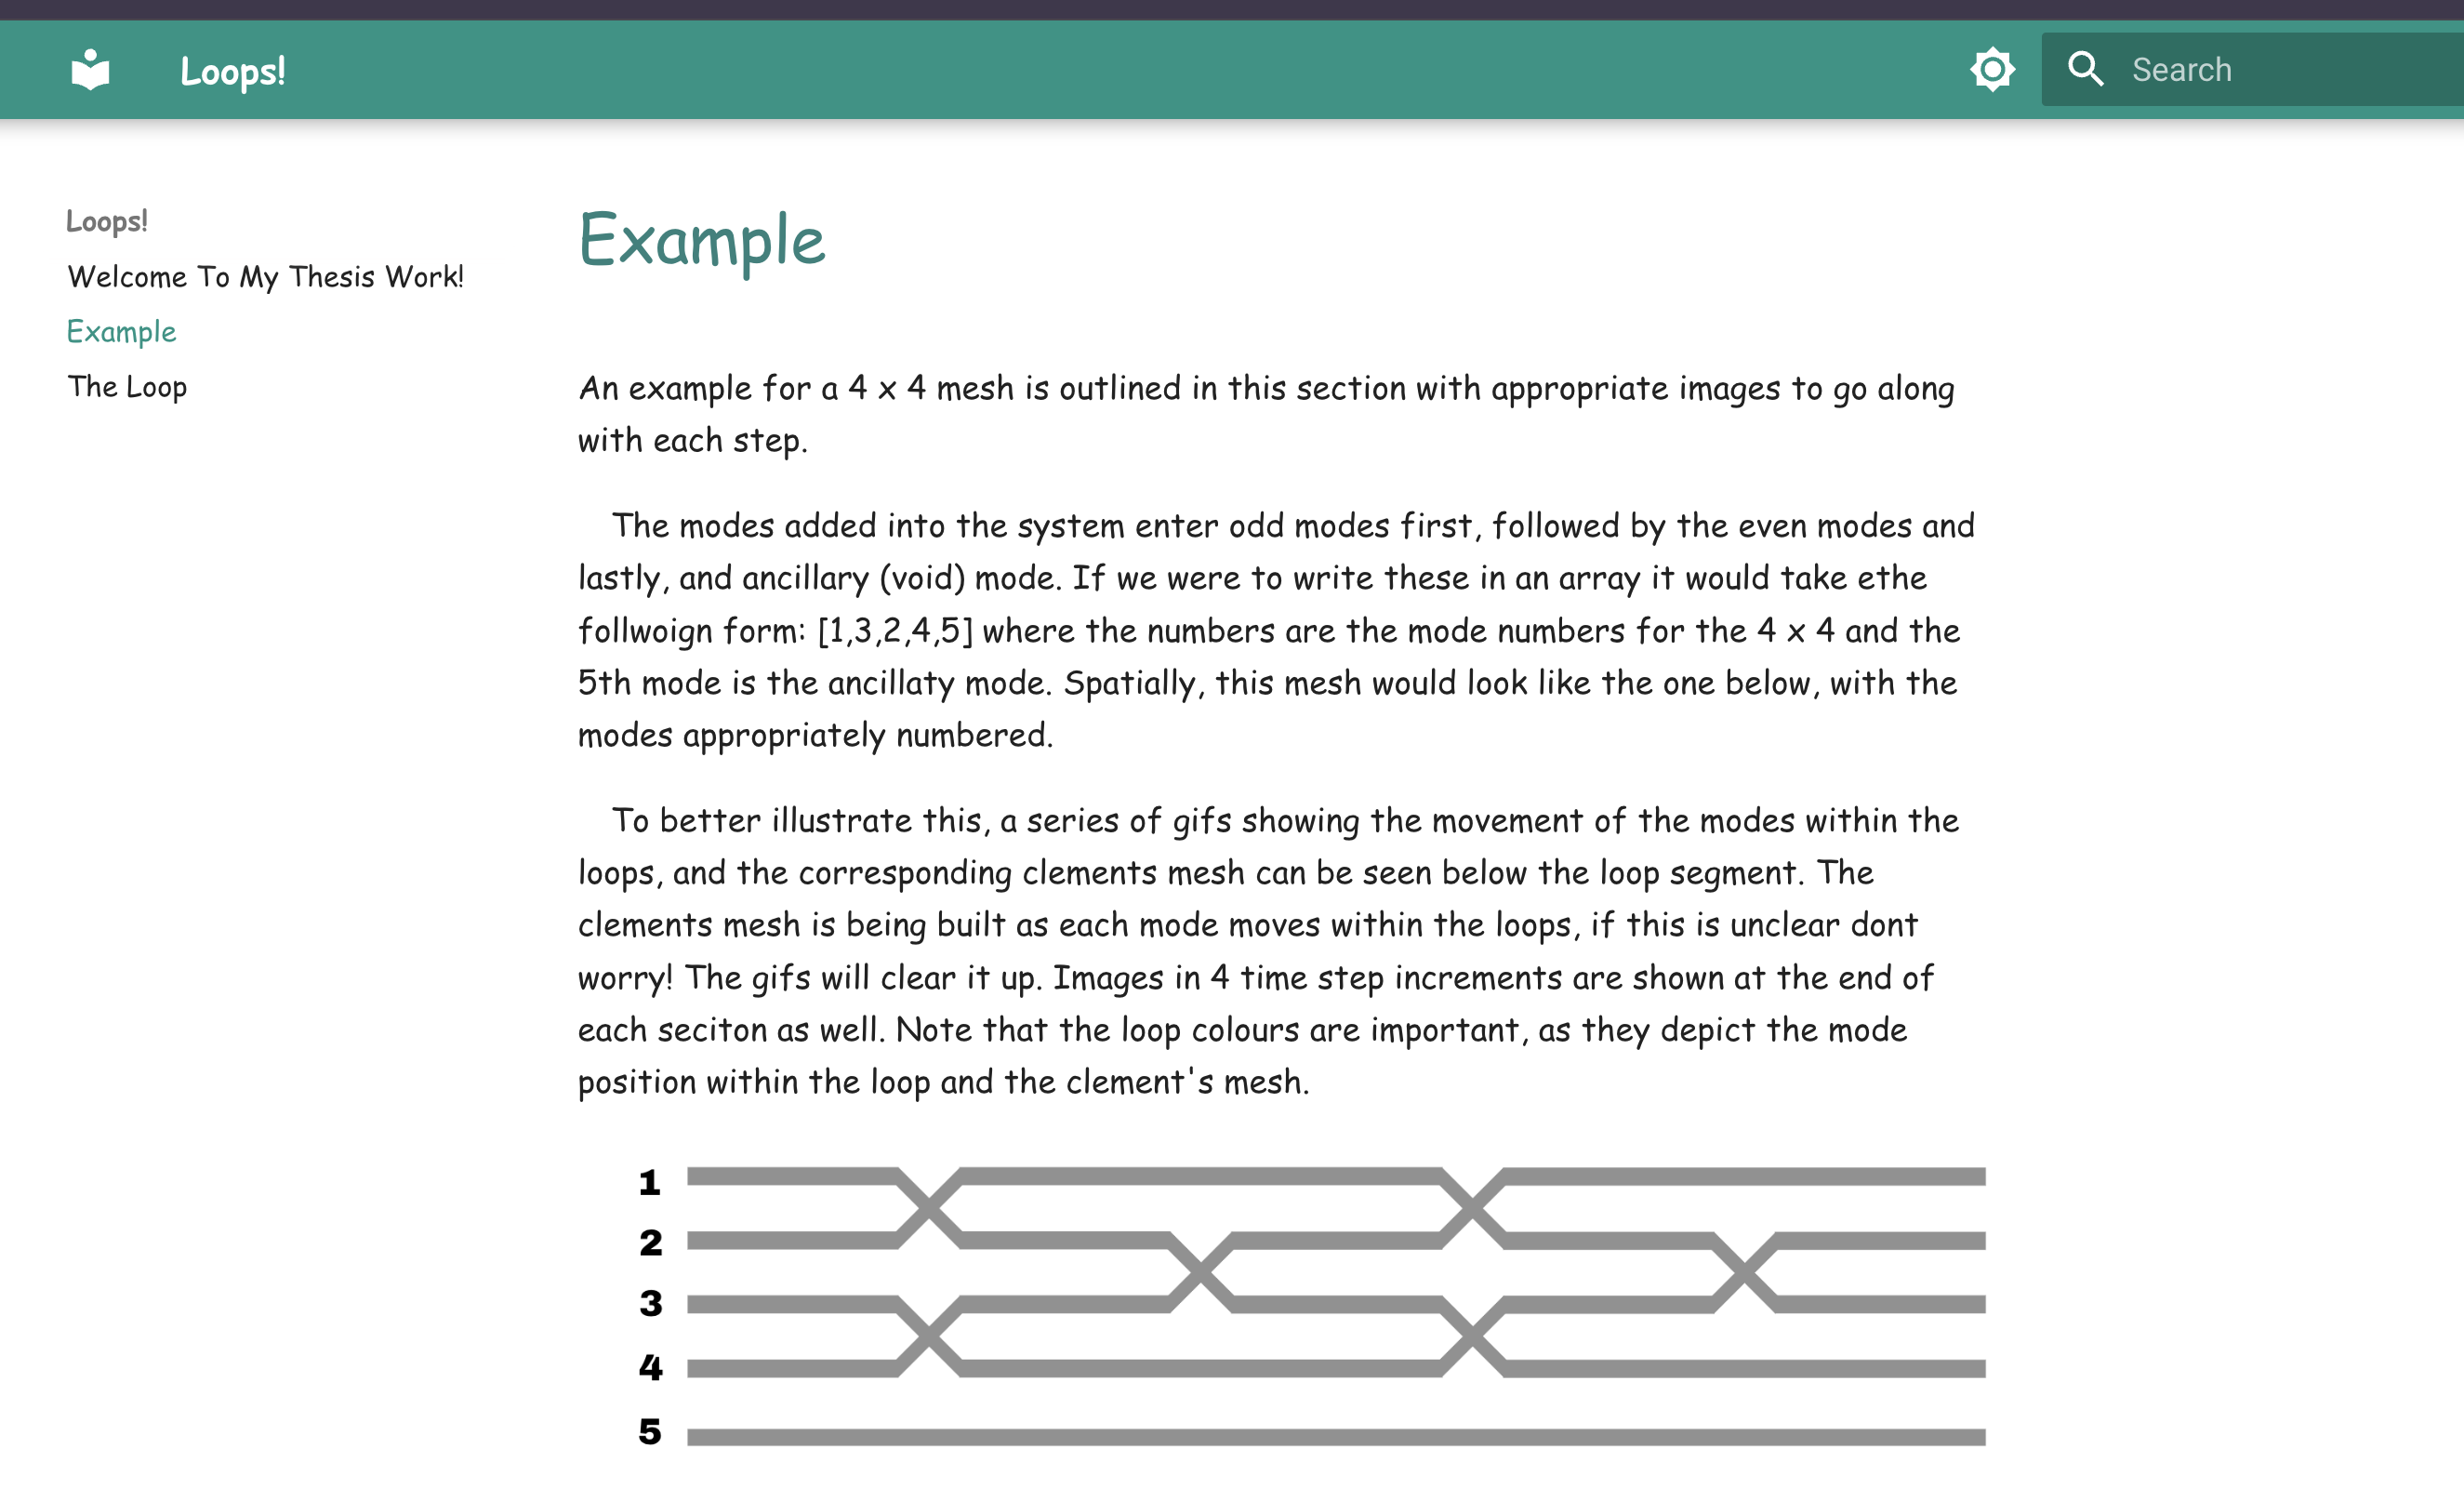 Loops!
Search
Loops!
Welcome To My Thesis Work!
Example
The Loop
Example
An example for a 4 x 4 mesh is outlined in this section with appropriate images to go along
with each step.
The modes added into the system enter odd modes first, followed by the even modes and
lastly, and ancillary (void) mode. If we were to write these in an array it would take ethe
follwoign form: [1,3,2,4,5] where the numbers are the mode numbers for the 4 x 4 and the
5th mode is the ancillaty mode. Spatially, this mesh would look like the one below, with the
modes appropriately numbered.
To better illustrate this, a series of gifs showing the movement of the modes within the
loops, and the corresponding clements mesh can be seen below the loop segment. The
clements mesh is being built as each mode moves within the loops, if this is unclear dont
worry! The gifs will clear it up. Images in 4 time step increments are shown at the end of
each seciton as well. Note that the loop colours are important, as they depict the mode
position within the loop and the clement's mesh.
1
2
3
4
5